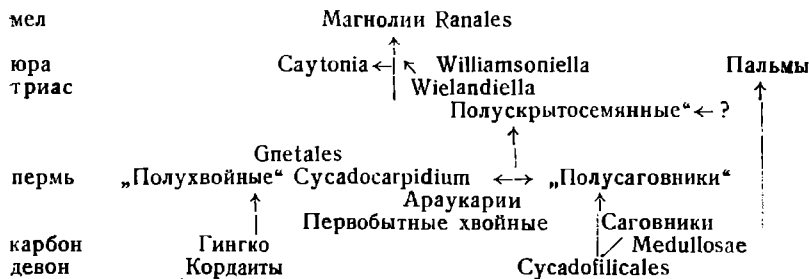 мел Магнолии Ranales
юра Caytonia Williamsoniella Пальмы
триас Wielandiella
Полускрытосемянные“ ?
Gnetales
пермь „Полухвойные“ Cycadocarpidium „Полусаговники“
Араукарии
Первобытные хвойные Саговники
карбон Гингко Medullosae
девон Кордаиты Cycadofilicales